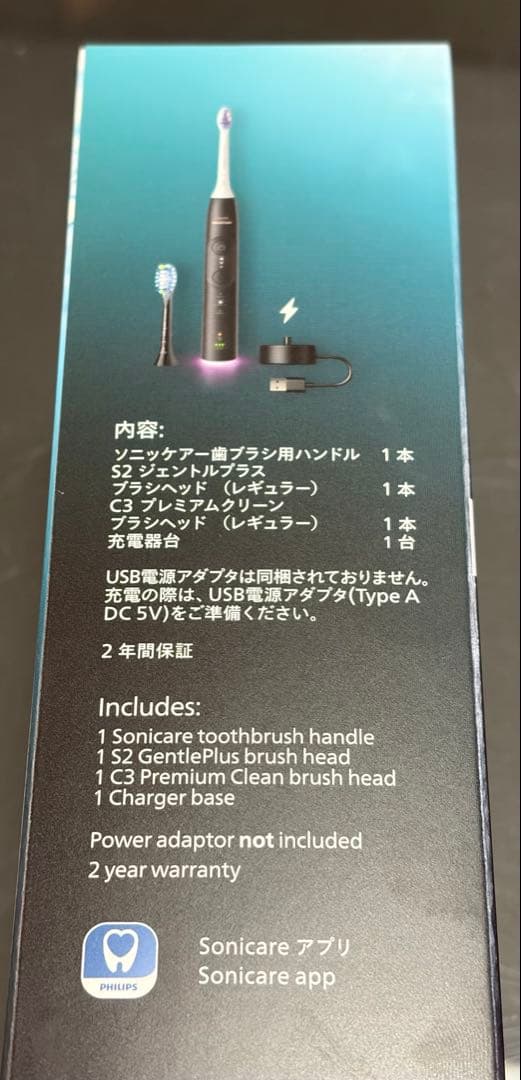 内容:
ソニッケアー歯ブラシ用ハンドル 1本
S2 ジェントルプラス
ブラシヘッド (レギュラー) 1本
C3 プレミアムクリーン
ブラシヘッド (レギュラー) 1本
充電器台 1台
USB電源アダプタは同梱されておりません。
充電の際は、USB電源アダプタ(Type A
DC 5V)をご準備ください。
2 年間保証
Includes:
1 Sonicare toothbrush handle
1 S2 GentlePlus brush head
1 C3 Premium Clean brush head
1 Charger base
Power adaptor not included
2 year warranty
PHILIPS
Sonicare アプリ
Sonicare app